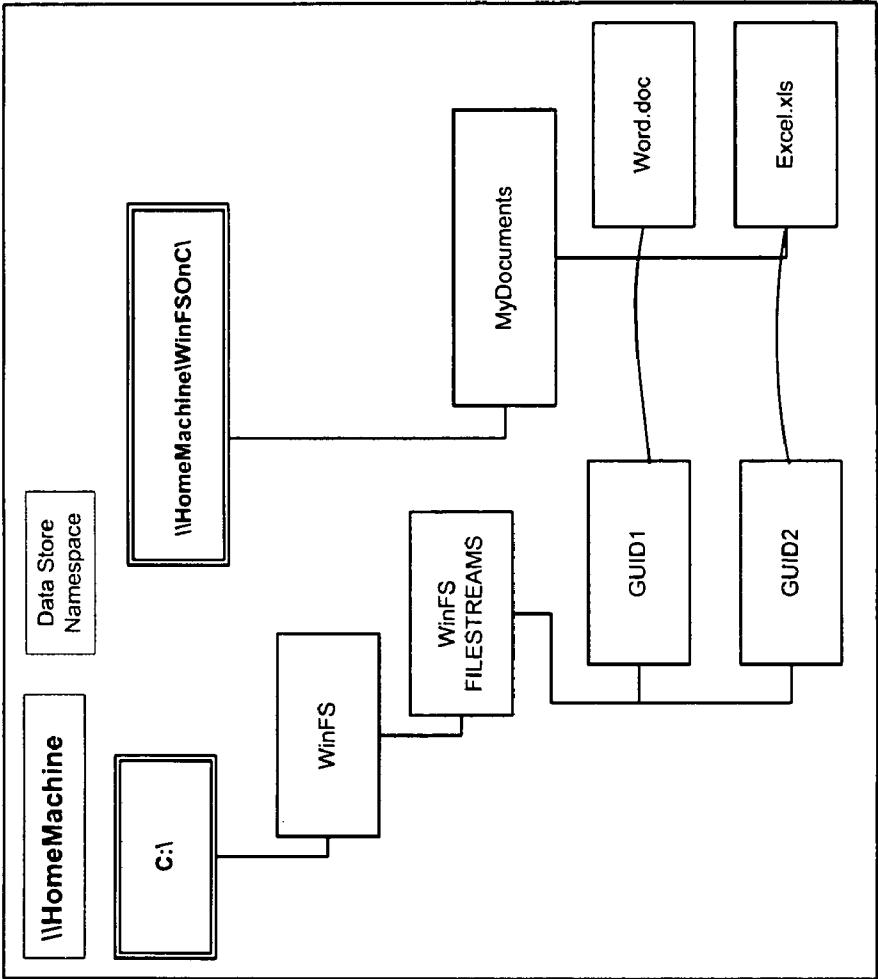 \\HomeMachine
Data Store
Namespace
C:\
\\HomeMachine\WinFSOnC\
WinFS
WinFS
FILESTREAMS
MyDocuments
GUID1
Word.doc
GUID2
Excel.xls